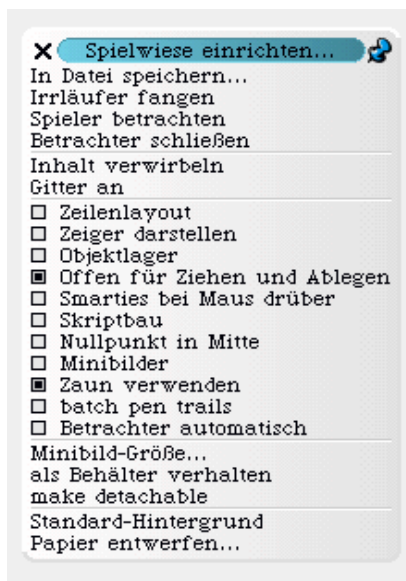 Spielwiese einrichten...
In Datei speichern...
Irrläufer fangen
Spieler betrachten
Betrachter schließen
Inhalt verwirbeln
Gitter an
Zeilenlayout
Zeiger darstellen
Objektlager
Offen für Ziehen und Ablegen
Smarties bei Maus drüber
Skriptbau
Nullpunkt in Mitte
Minibilder
Zaun verwenden
batch pen trails
Betrachter automatisch
Minibild-Größe...
als Behälter verhalten
make detachable
Standard-Hintergrund
Papier entwerfen...